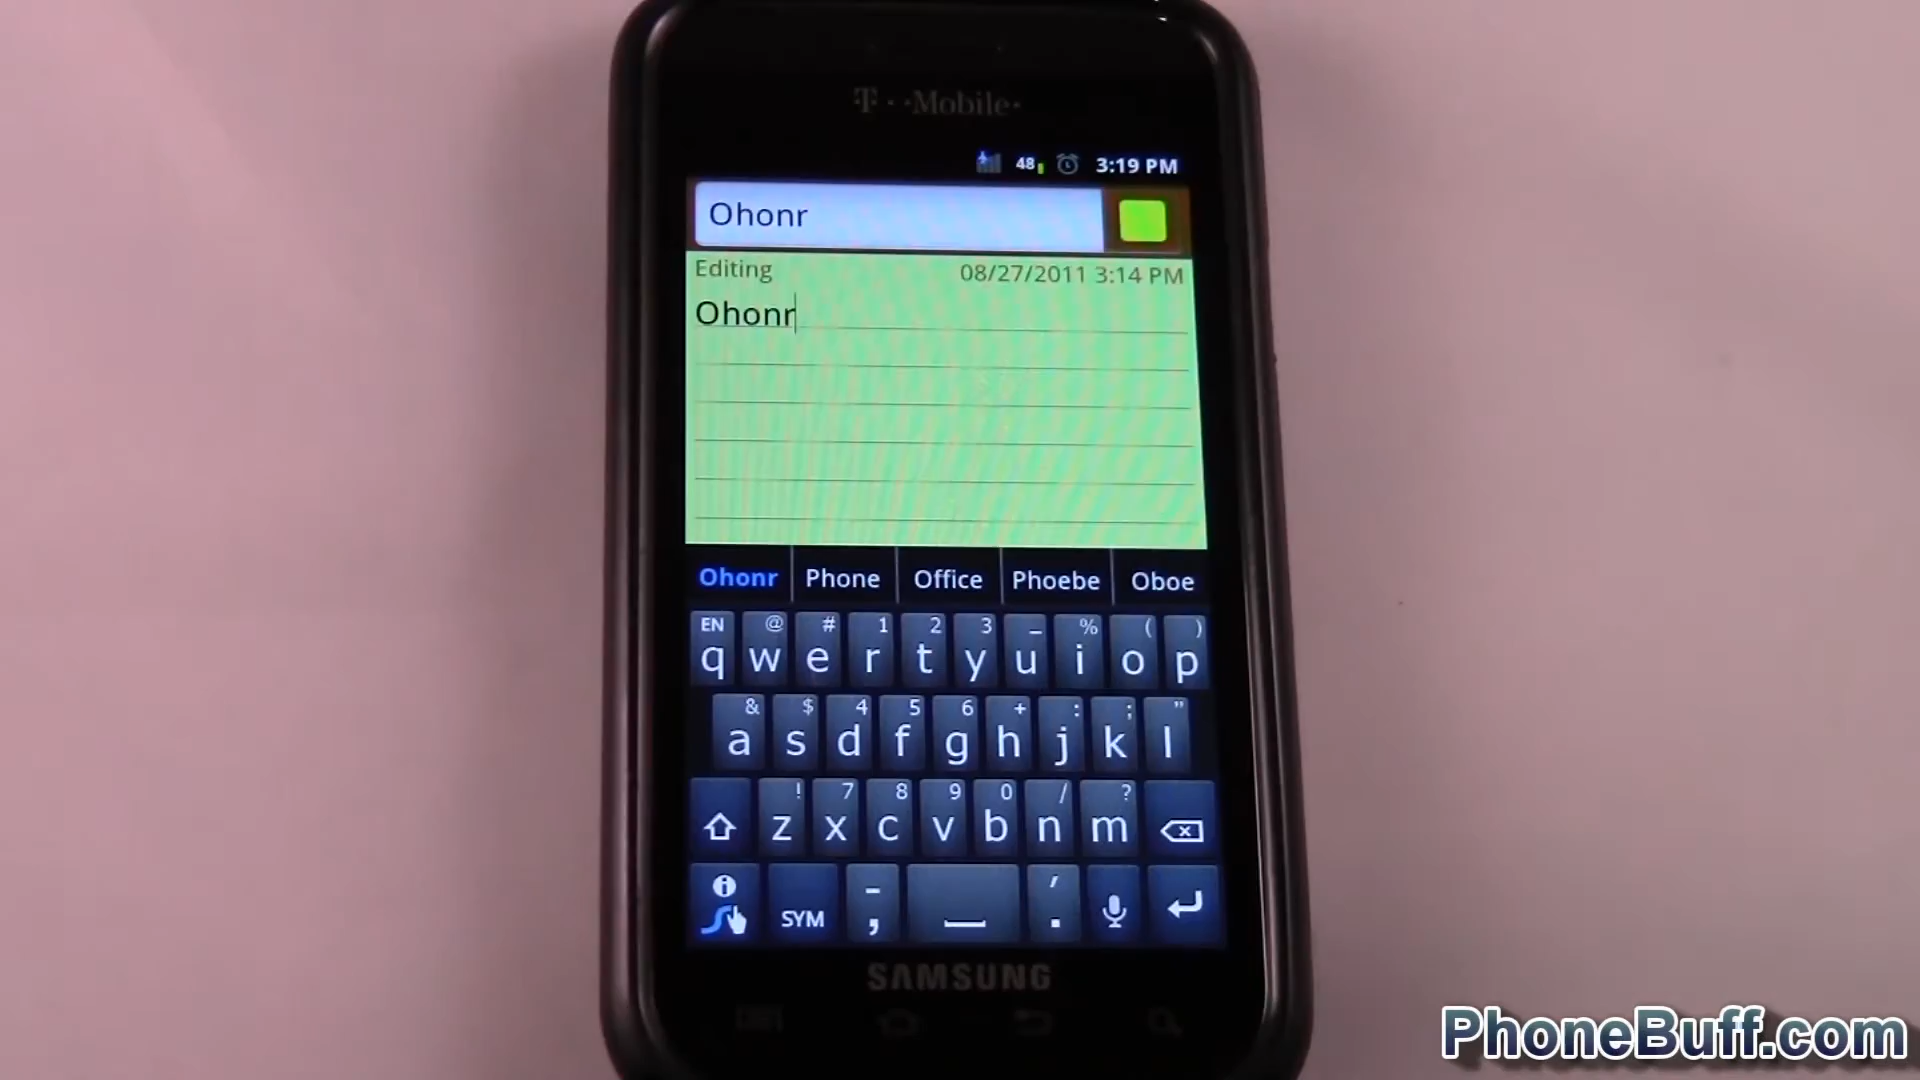 T··Mobile·
48 3:19 PM
Ohonr
Editing 08/27/2011 3:14 PM
Ohonr
Ohonr Phone Office Phoebe Oboe
EN @ # 1 2 3 _ % ( )
q w e r t y u i o p
& $ 4 5 6 + : ; "
a s d f g h j k l
! 7 8 9 0 / ?
z x c v b n m
SYM - , ' .
SAMSUNG
PhoneBuff.com